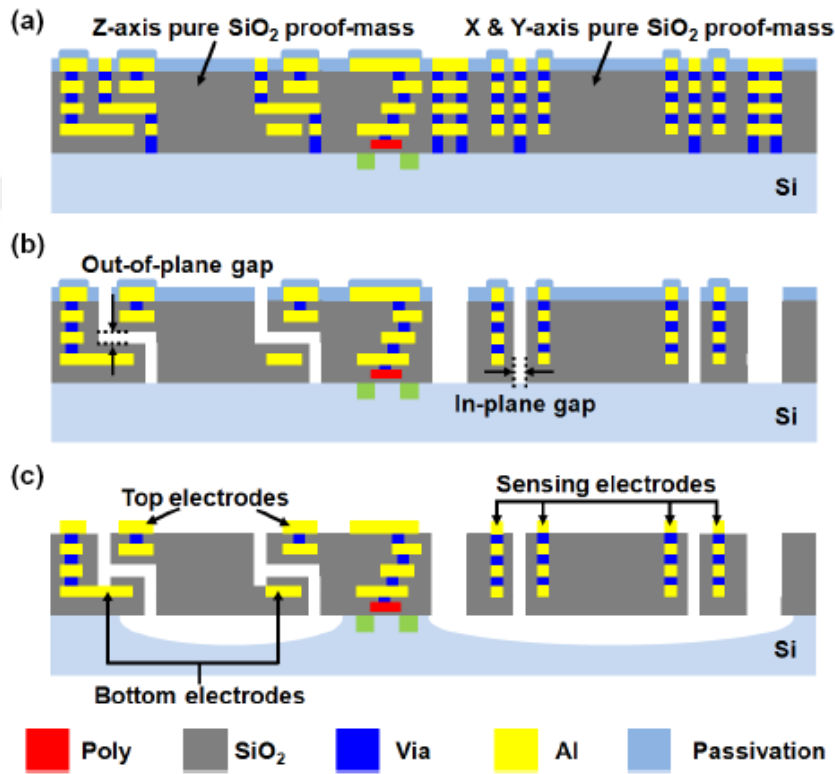 (a)
Z-axis pure SiO₂ proof-mass
X & Y-axis pure SiO₂ proof-mass
Si
(b)
Out-of-plane gap
In-plane gap
Si
(c)
Top electrodes
Sensing electrodes
Si
Bottom electrodes
Poly
SiO₂
Via
Al
Passivation